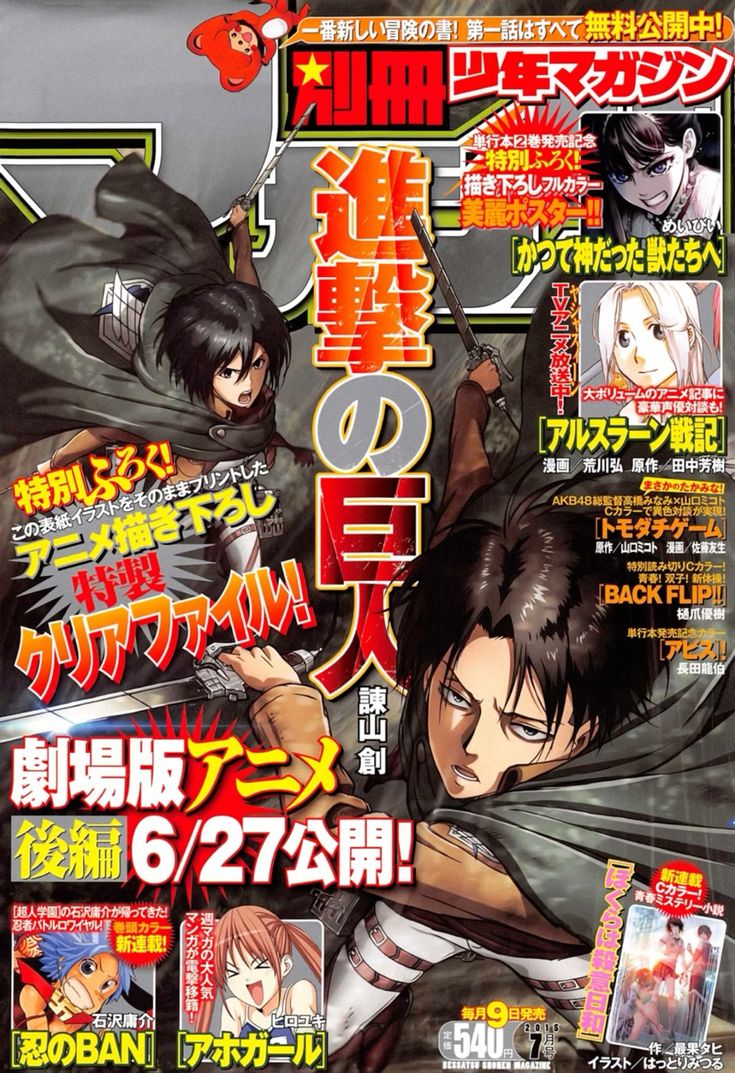 一番新しい冒険の書! 第一話はすべて無料公開中!
別冊少年マガジン
単行本②巻発売記念
特別ふろく!
描き下ろしフルカラー
美麗ポスター!!
めいびい
[かつて神だった獣たちへ]
進撃の巨人
諫山創
TVアニメ放送中!
大ボリュームのアニメ記事に
豪華声優対談も!
[アルスラーン戦記]
漫画/荒川弘 原作/田中芳樹
まさかのたかみな!
AKB48総監督高橋みなみ×山口ミコト
Cカラーで異色対談が実現!
[トモダチゲーム]
原作/山口ミコト 漫画/佐藤友生
特別読み切りCカラー!
青春!双子!新体操!
[BACK FLIP!!]
樋爪優樹
単行本発売記念カラー
[アビス]!
長田龍伯
特別ふろく!
この表紙イラストをそのままプリントした
アニメ描き下ろし
特製
クリアファイル!
劇場版アニメ
後編 6/27公開!
[超人学園]の石沢庸介が帰ってきた!
忍者バトルロワイヤル!
巻頭カラー
新連載!
石沢庸介
[忍のBAN]
週マガの大人気
マンガが電撃移籍!
ヒロユキ
[アホガール]
毎月9日発売
定価540円
2015
7月号
BESSATSU SHONEN MAGAZINE
新連載
Cカラー!
青春ミステリー小説
[ぼくらは殺意日和]
作/最果タヒ
イラスト/はっとりみつる